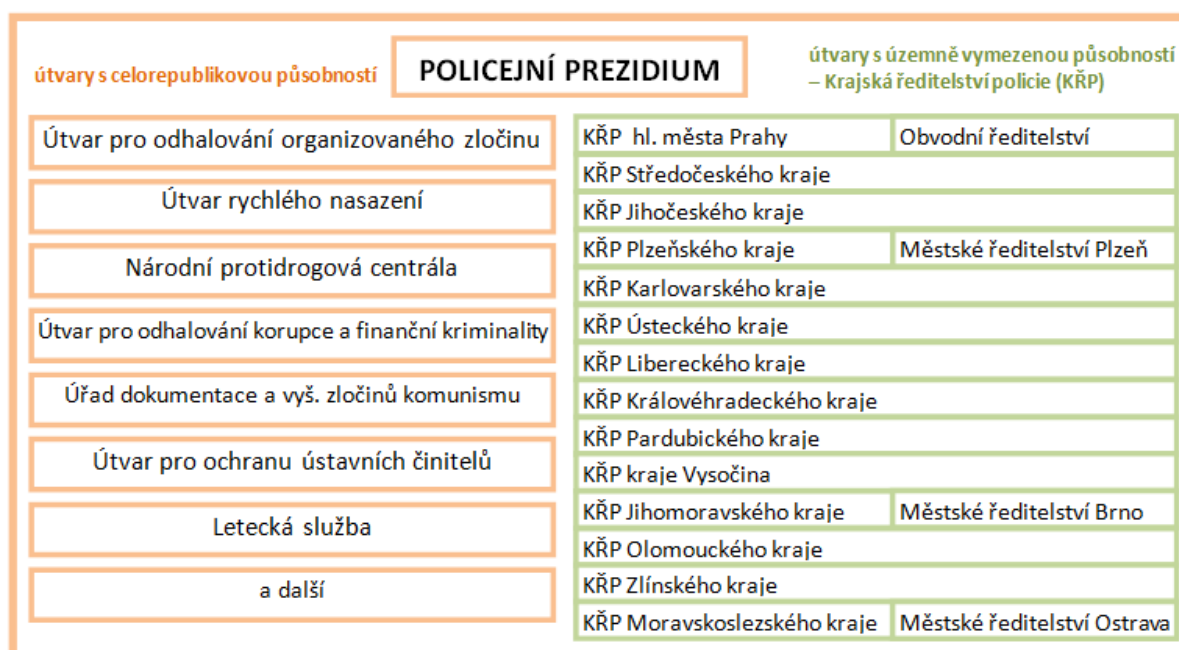 útvary s celorepublikovou působností
POLICEJNÍ PREZIDIUM
útvary s územně vymezenou působností
– Krajská ředitelství policie (KŘP)
Útvar pro odhalování organizovaného zločinu
Útvar rychlého nasazení
Národní protidrogová centrála
Útvar pro odhalování korupce a finanční kriminality
Úřad dokumentace a vyš. zločinů komunismu
Útvar pro ochranu ústavních činitelů
Letecká služba
a další
KŘP hl. města Prahy Obvodní ředitelství
KŘP Středočeského kraje
KŘP Jihočeského kraje
KŘP Plzeňského kraje Městské ředitelství Plzeň
KŘP Karlovarského kraje
KŘP Ústeckého kraje
KŘP Libereckého kraje
KŘP Královéhradeckého kraje
KŘP Pardubického kraje
KŘP kraje Vysočina
KŘP Jihomoravského kraje Městské ředitelství Brno
KŘP Olomouckého kraje
KŘP Zlínského kraje
KŘP Moravskoslezského kraje Městské ředitelství Ostrava